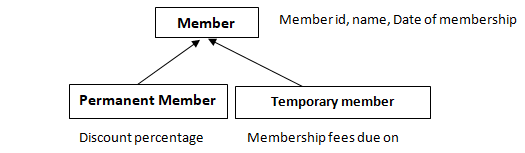 Member
Member id, name, Date of membership
Permanent Member
Temporary member
Discount percentage
Membership fees due on